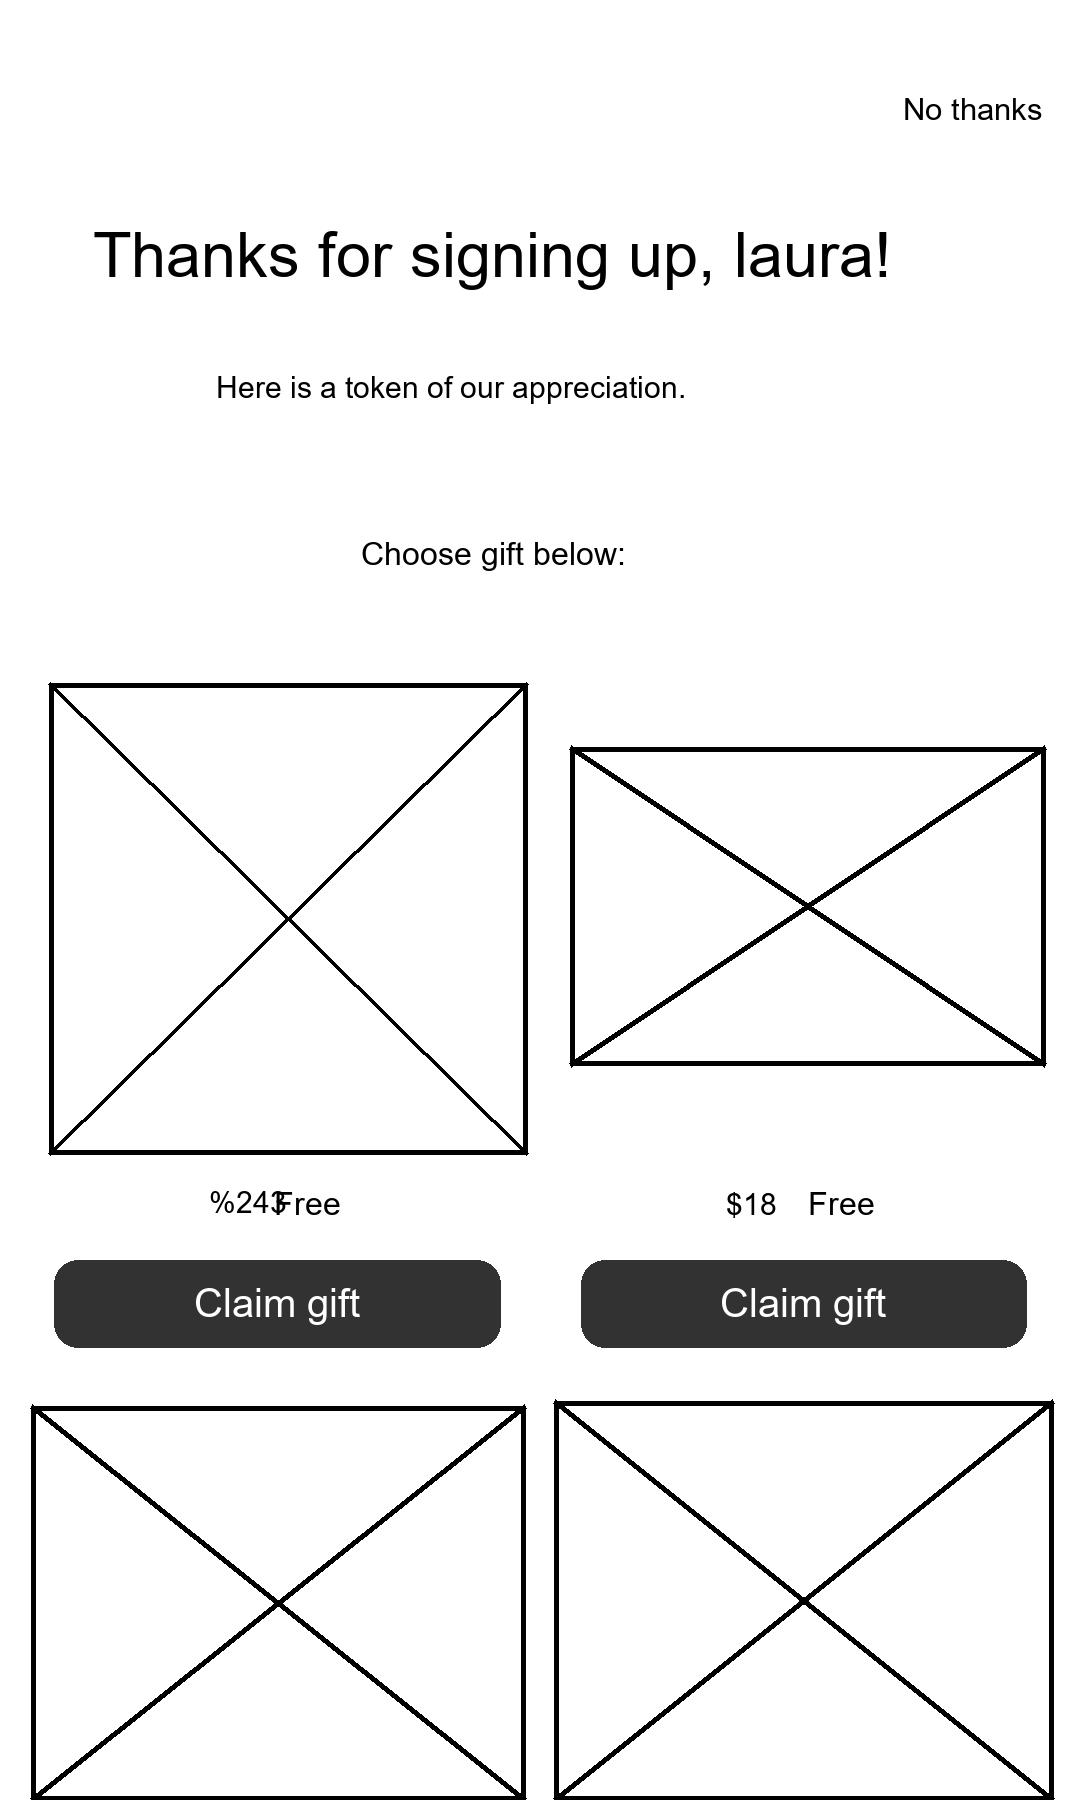 No thanks
Thanks for signing up, laura!
Here is a token of our appreciation.
Choose gift below:
%243 Free
$18 Free
Claim gift
Claim gift